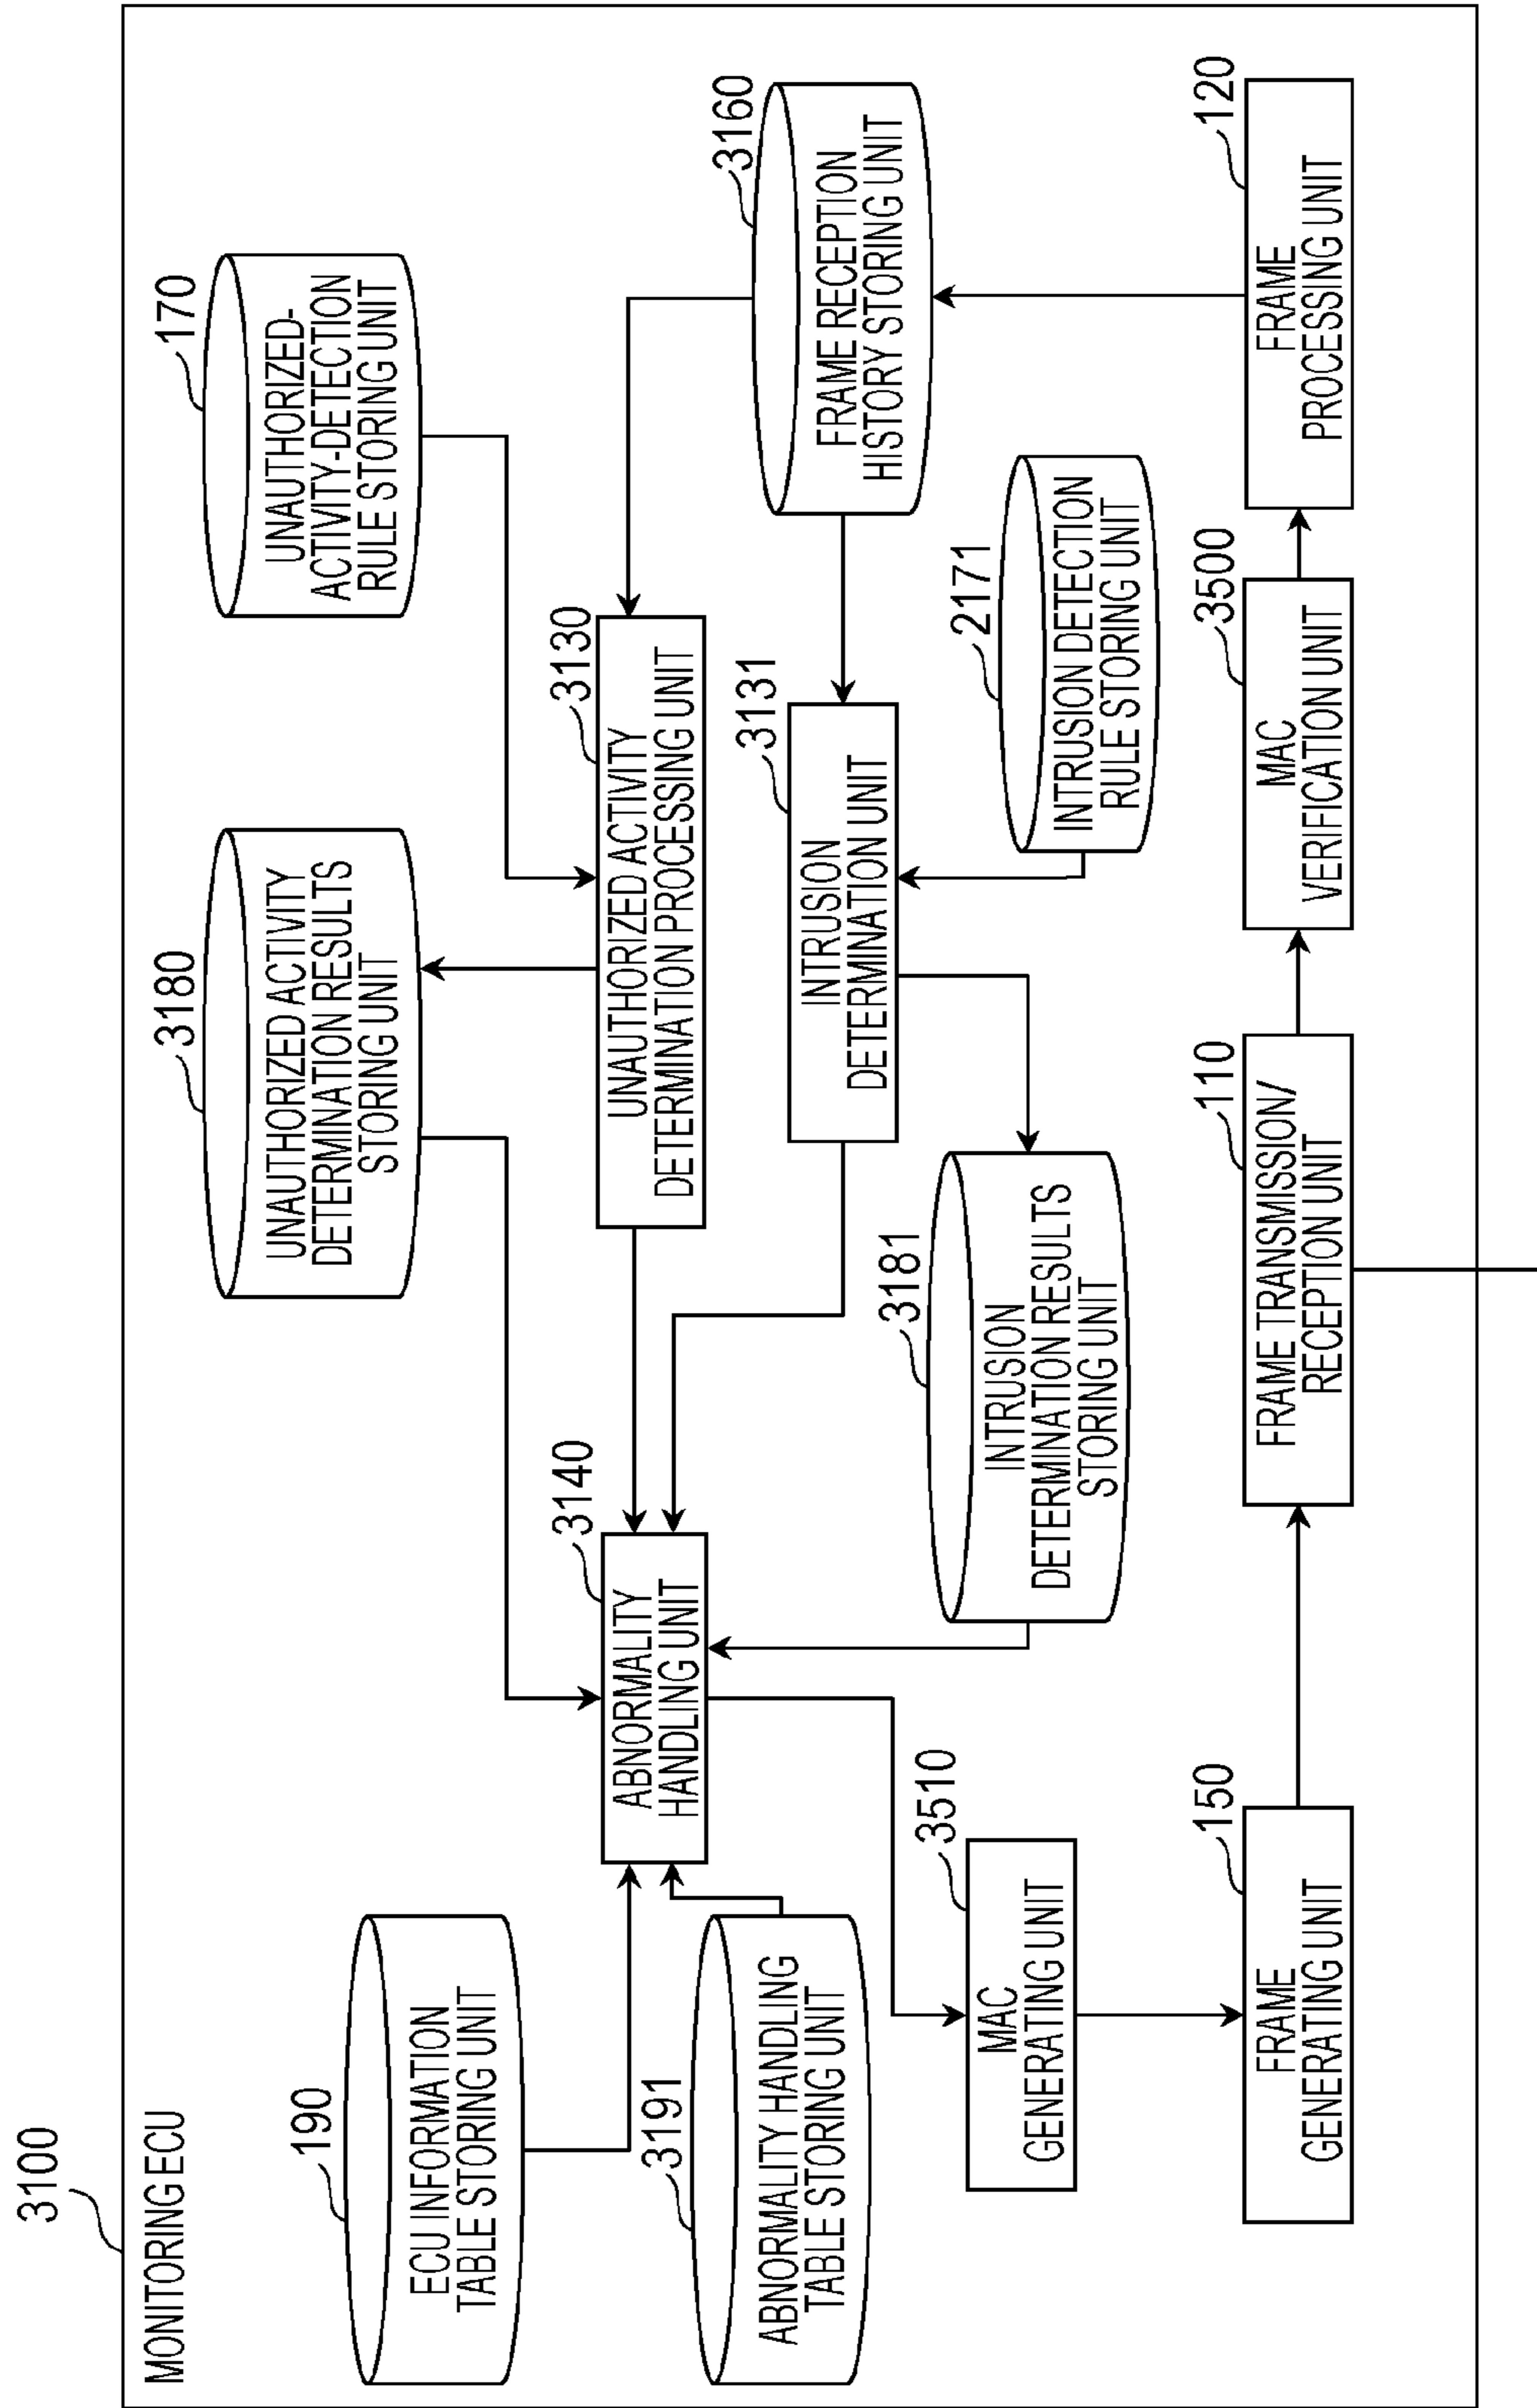 3100
MONITORING ECU
190
ECU INFORMATION
TABLE STORING UNIT
3191
ABNORMALITY HANDLING
TABLE STORING UNIT
3180
UNAUTHORIZED ACTIVITY
DETERMINATION RESULTS
STORING UNIT
170
UNAUTHORIZED-
ACTIVITY-DETECTION
RULE STORING UNIT
3140
ABNORMALITY
HANDLING UNIT
3130
UNAUTHORIZED ACTIVITY
DETERMINATION PROCESSING UNIT
3160
FRAME RECEPTION
HISTORY STORING UNIT
3131
INTRUSION
DETERMINATION UNIT
3181
INTRUSION
DETERMINATION RESULTS
STORING UNIT
2171
INTRUSION DETECTION
RULE STORING UNIT
3510
MAC
GENERATING UNIT
150
FRAME
GENERATING UNIT
110
FRAME TRANSMISSION/
RECEPTION UNIT
3500
MAC
VERIFICATION UNIT
120
FRAME
PROCESSING UNIT